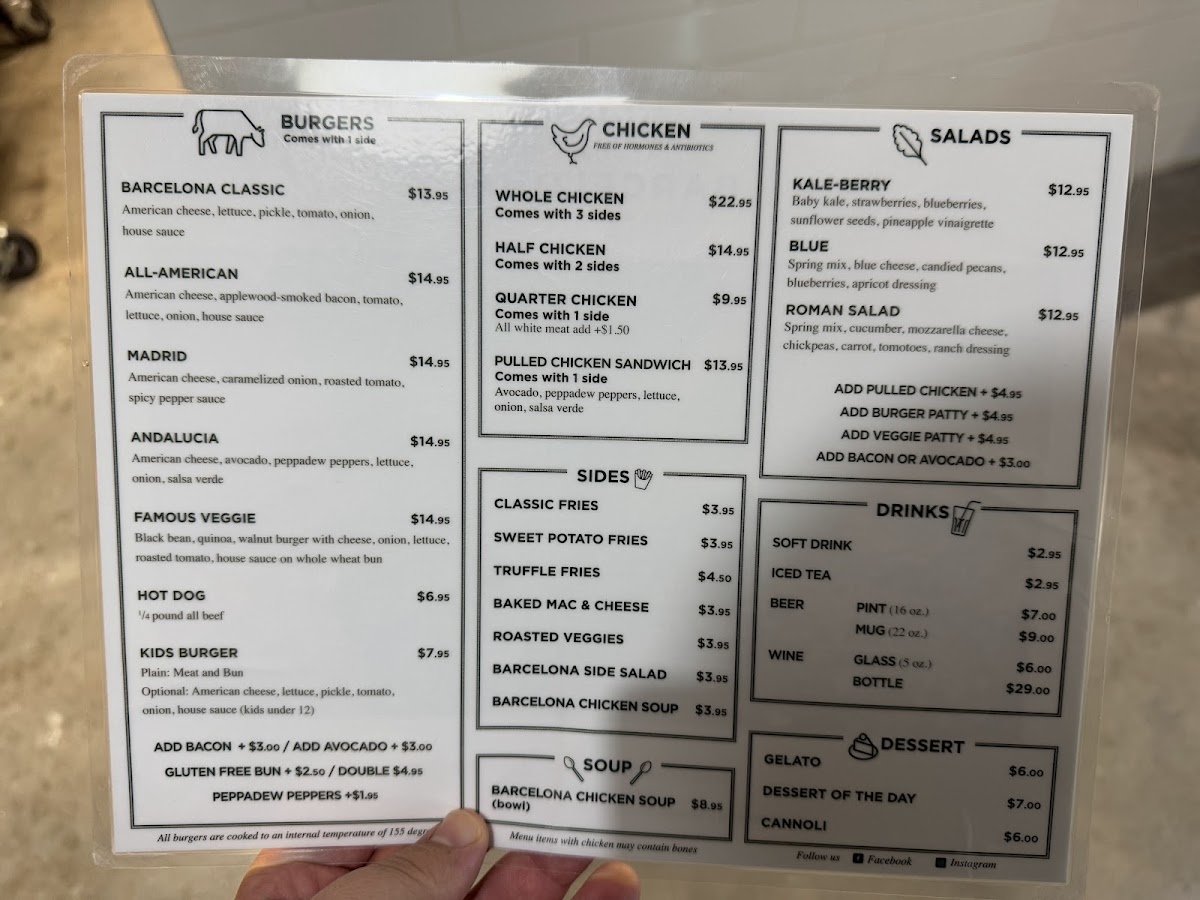 BURGERS
Comes with 1 side
BARCELONA CLASSIC $13.95
American cheese, lettuce, pickle, tomato, onion,
house sauce
ALL-AMERICAN $14.95
American cheese, applewood-smoked bacon, tomato,
lettuce, onion, house sauce
MADRID $14.95
American cheese, caramelized onion, roasted tomato,
spicy pepper sauce
ANDALUCIA $14.95
American cheese, avocado, peppadew peppers, lettuce,
onion, salsa verde
FAMOUS VEGGIE $14.95
Black bean, quinoa, walnut burger with cheese, onion, lettuce,
roasted tomato, house sauce on whole wheat bun
HOT DOG $6.95
1/4 pound all beef
KIDS BURGER $7.95
Plain: Meat and Bun
Optional: American cheese, lettuce, pickle, tomato,
onion, house sauce (kids under 12)
ADD BACON + $3.00 / ADD AVOCADO + $3.00
GLUTEN FREE BUN + $2.50 / DOUBLE $4.95
PEPPADEW PEPPERS +$1.95
All burgers are cooked to an internal temperature of 155
CHICKEN
FREE OF HORMONES & ANTIBIOTICS
WHOLE CHICKEN $22.95
Comes with 3 sides
HALF CHICKEN $14.95
Comes with 2 sides
QUARTER CHICKEN $9.95
Comes with 1 side
All white meat add +$1.50
PULLED CHICKEN SANDWICH $13.95
Comes with 1 side
Avocado, peppadew peppers, lettuce,
onion, salsa verde
SIDES
CLASSIC FRIES $3.95
SWEET POTATO FRIES $3.95
TRUFFLE FRIES $4.50
BAKED MAC & CHEESE $3.95
ROASTED VEGGIES $3.95
BARCELONA SIDE SALAD $3.95
BARCELONA CHICKEN SOUP $3.95
SOUP
BARCELONA CHICKEN SOUP $8.95
(bowl)
Menu items with chicken may contain bones
SALADS
KALE-BERRY $12.95
Baby kale, strawberries, blueberries,
sunflower seeds, pineapple vinaigrette
BLUE $12.95
Spring mix, blue cheese, candied pecans,
blueberries, apricot dressing
ROMAN SALAD $12.95
Spring mix, cucumber, mozzarella cheese,
chickpeas, carrot, tomotoes, ranch dressing
ADD PULLED CHICKEN + $4.95
ADD BURGER PATTY + $4.95
ADD VEGGIE PATTY + $4.95
ADD BACON OR AVOCADO + $3.00
DRINKS
SOFT DRINK $2.95
ICED TEA $2.95
BEER PINT (16 oz.) $7.00
MUG (22 oz.) $9.00
WINE GLASS (5 oz.) $6.00
BOTTLE $29.00
DESSERT
GELATO $6.00
DESSERT OF THE DAY $7.00
CANNOLI $6.00
Follow us Facebook Instagram